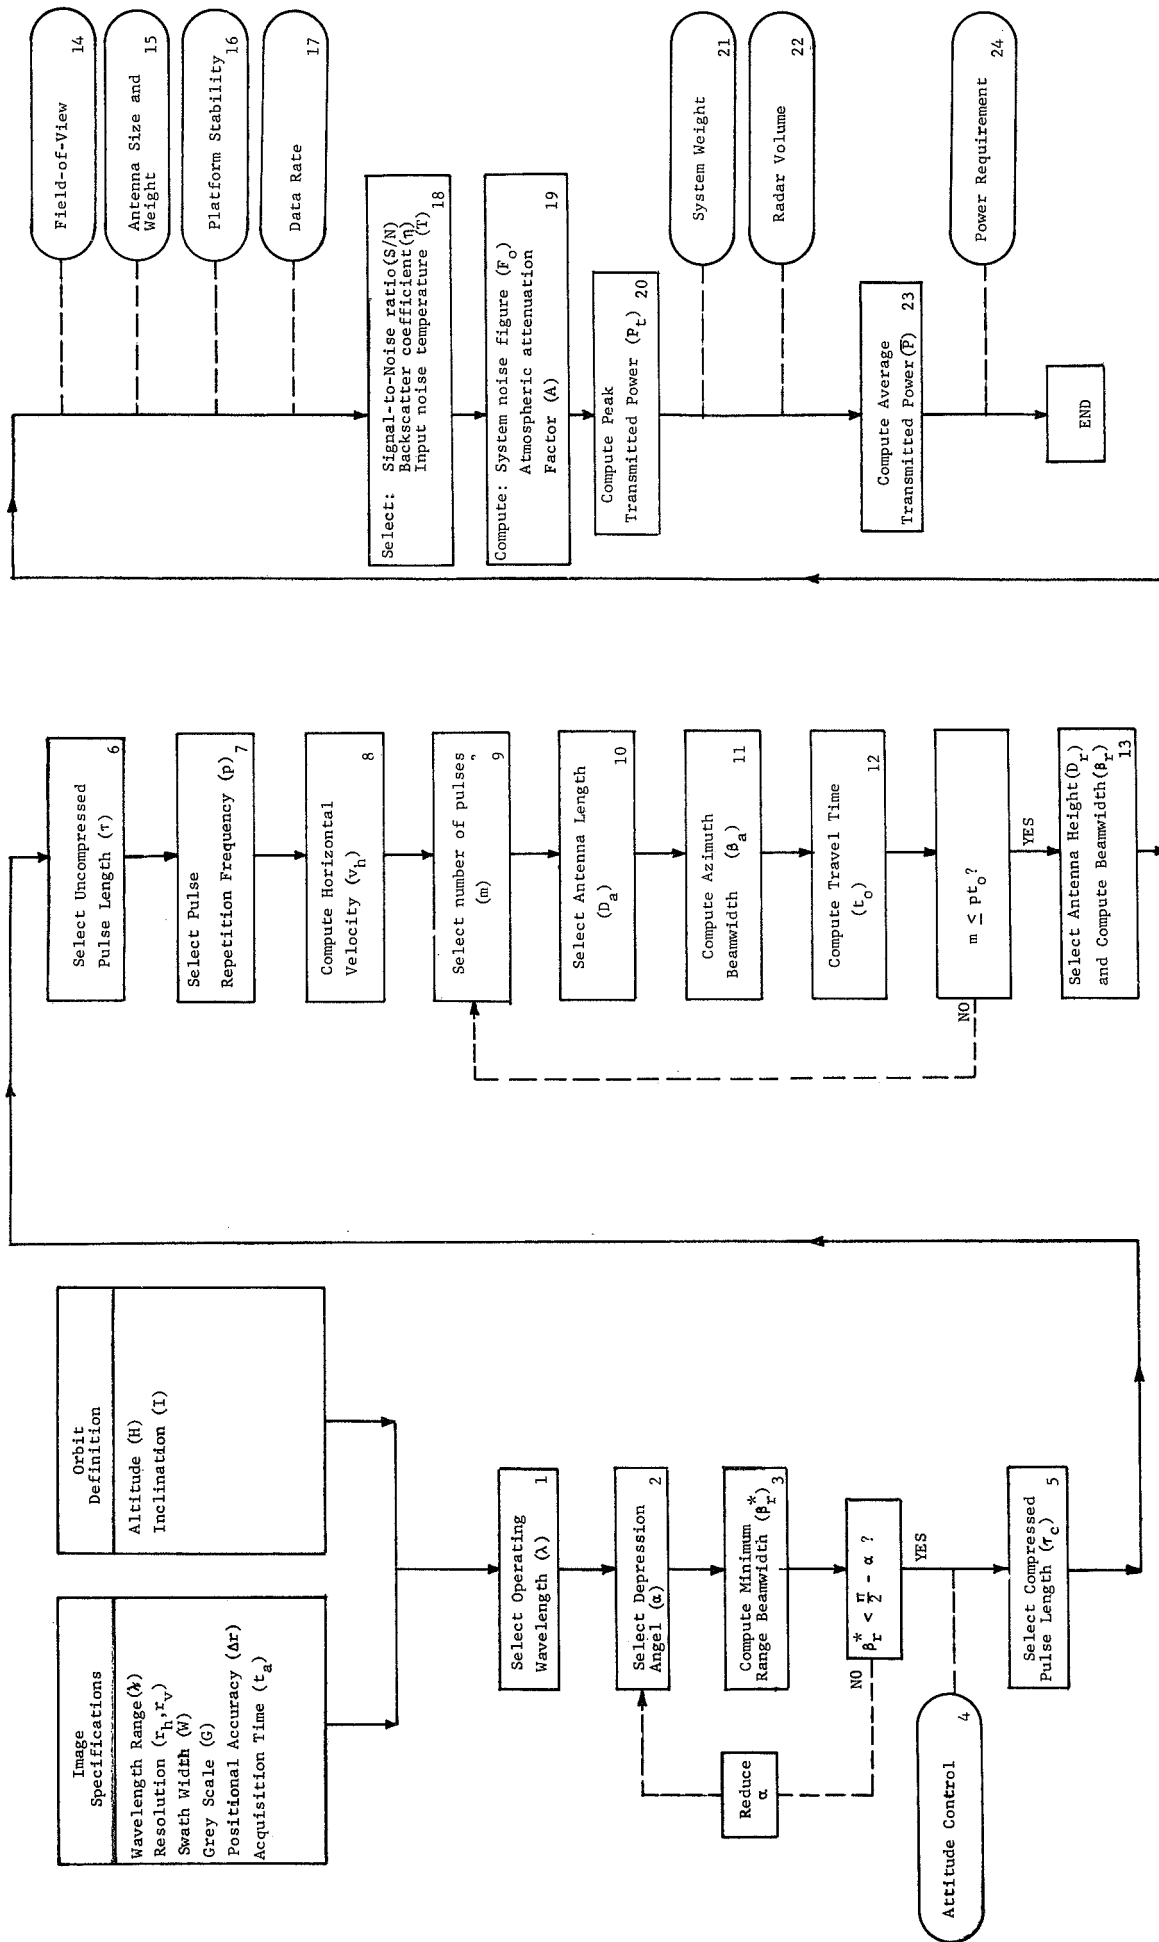 Image
Specifications
Wavelength Range(λ)
Resolution (r_h,r_v)
Swath Width (W)
Grey Scale (G)
Positional Accuracy (Δr)
Acquisition Time (t_a)
Orbit
Definition
Altitude (H)
Inclination (I)
Select Operating
Wavelength (λ)
1
Select Depression
Angel (α)
2
Compute Minimum
Range Beamwidth (β_r*)
3
β_r* < π/2 - α ?
NO
YES
Reduce
α
Attitude Control
4
Select Compressed
Pulse Length (τ_c)
5
Select Uncompressed
Pulse Length (τ)
6
Select Pulse
Repetition Frequency (p)
7
Compute Horizontal
Velocity (v_h)
8
Select number of pulses,
(m)
9
Select Antenna Length
(D_a)
10
Compute Azimuth
Beamwidth (β_a)
11
Compute Travel Time
(t_o)
12
m ≤ pt_o?
NO
YES
Select Antenna Height(D_r)
and Compute Beamwidth(β_r)
13
Field-of-View
14
Antenna Size and
Weight
15
Platform Stability
16
Data Rate
17
Select: Signal-to-Noise ratio(S/N)
Backscatter coefficient(η)
Input noise temperature (T)
18
Compute: System noise figure (F_o)
Atmospheric attenuation
Factor (A)
19
Compute Peak
Transmitted Power (P_t)
20
System Weight
21
Radar Volume
22
Compute Average
Transmitted Power(P̅)
23
Power Requirement
24
END